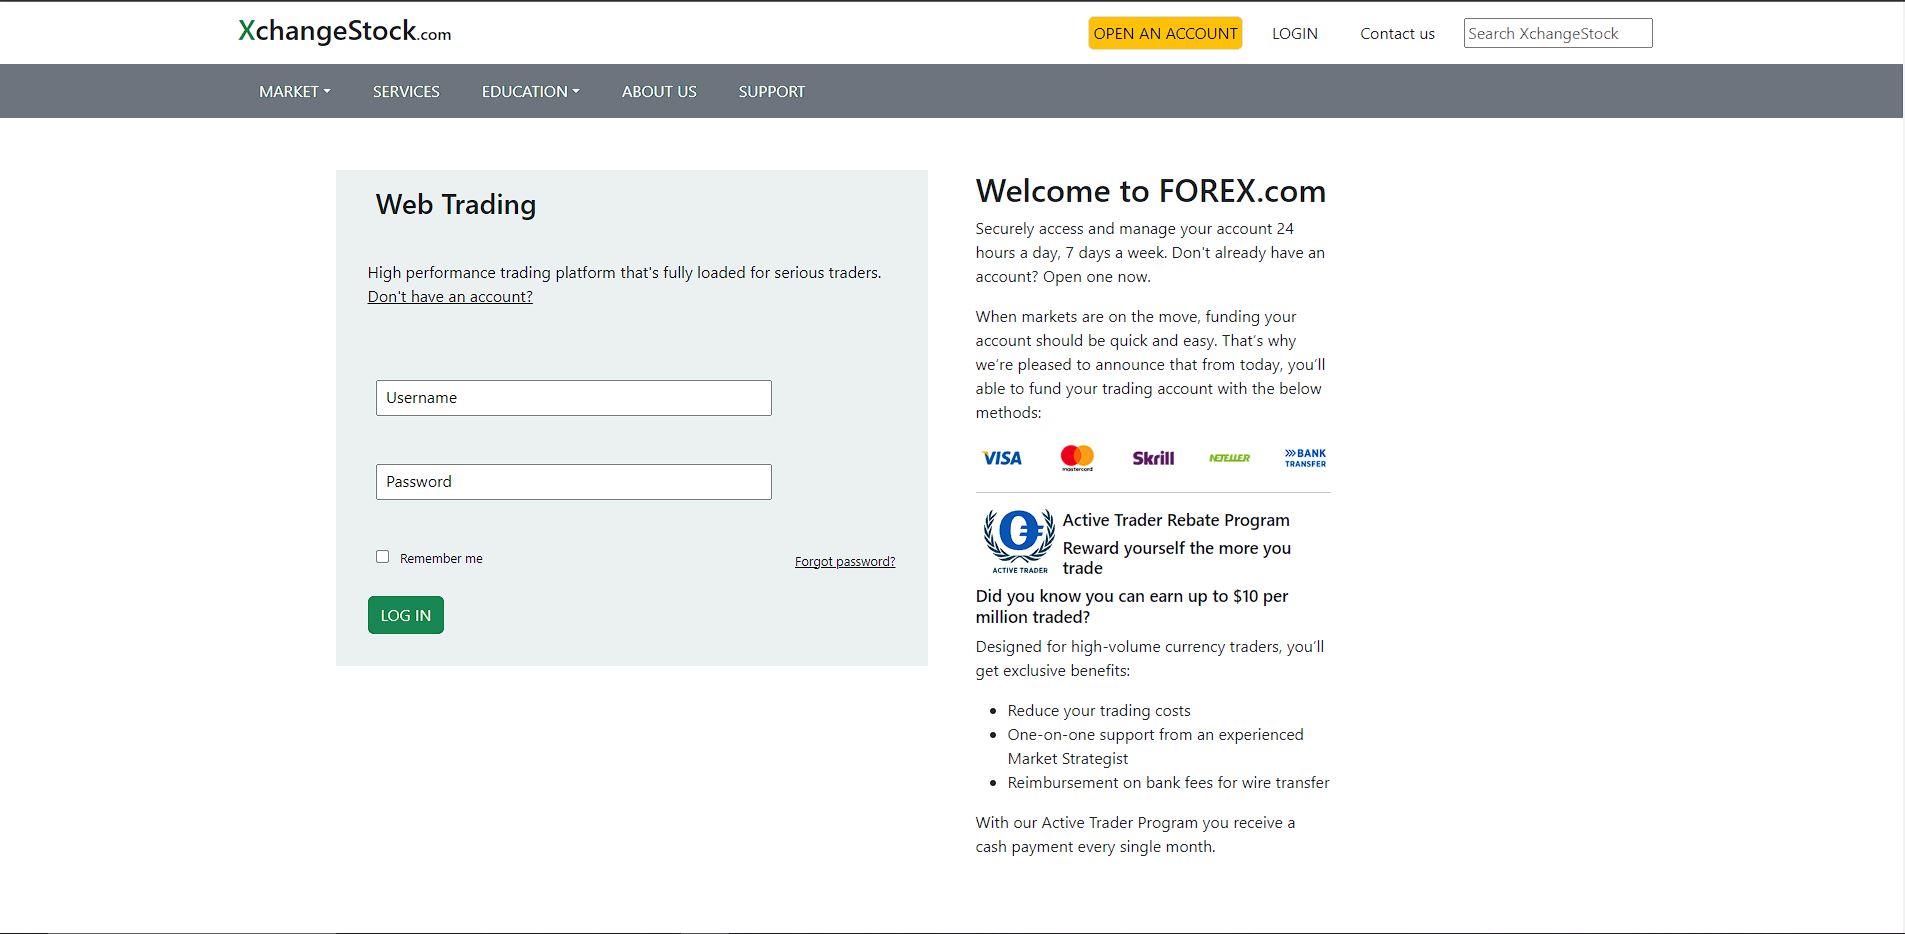 XchangeStock.com
OPEN AN ACCOUNT
LOGIN
Contact us
Search XchangeStock
MARKET
SERVICES
EDUCATION
ABOUT US
SUPPORT
Web Trading
High performance trading platform that's fully loaded for serious traders.
Don't have an account?
Username
Password
Remember me
Forgot password?
LOG IN
Welcome to FOREX.com
Securely access and manage your account 24
hours a day, 7 days a week. Don't already have an
account? Open one now.
When markets are on the move, funding your
account should be quick and easy. That’s why
we’re pleased to announce that from today, you’ll
able to fund your trading account with the below
methods:
VISA
mastercard
Skrill
NETELLER
BANK
TRANSFER
ACTIVE TRADER
Active Trader Rebate Program
Reward yourself the more you
trade
Did you know you can earn up to $10 per
million traded?
Designed for high-volume currency traders, you’ll
get exclusive benefits:
Reduce your trading costs
One-on-one support from an experienced
Market Strategist
Reimbursement on bank fees for wire transfer
With our Active Trader Program you receive a
cash payment every single month.